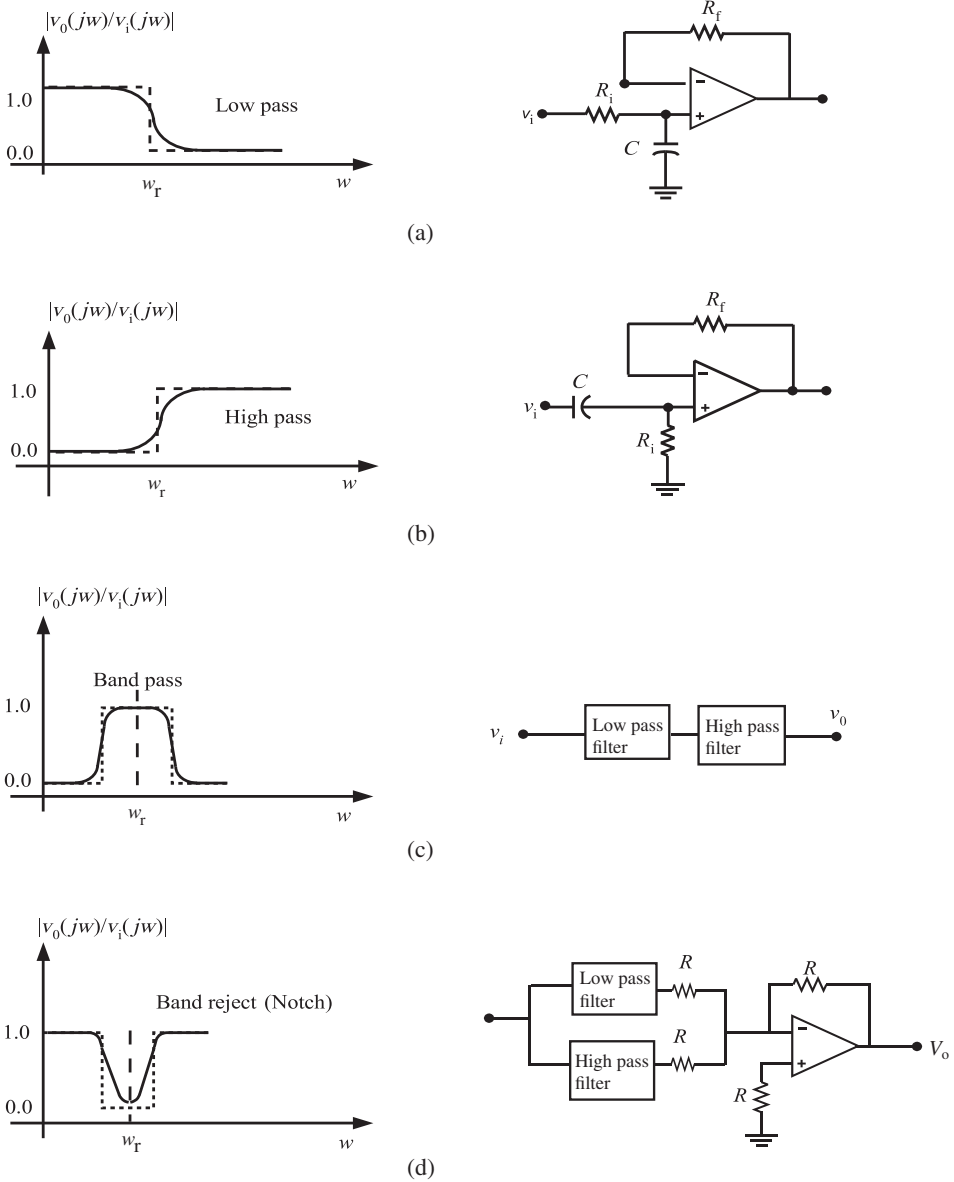 |v0(jw)/vi(jw)|
1.0
Low pass
0.0
wr
w
Rf
Ri
vi
C
−
+
(a)
|v0(jw)/vi(jw)|
1.0
High pass
0.0
wr
w
Rf
C
vi
Ri
−
+
(b)
|v0(jw)/vi(jw)|
Band pass
1.0
0.0
wr
w
vi
Low pass
filter
High pass
filter
v0
(c)
|v0(jw)/vi(jw)|
Band reject (Notch)
1.0
0.0
wr
w
Low pass
filter
R
R
High pass
filter
R
−
+
R
Vo
(d)